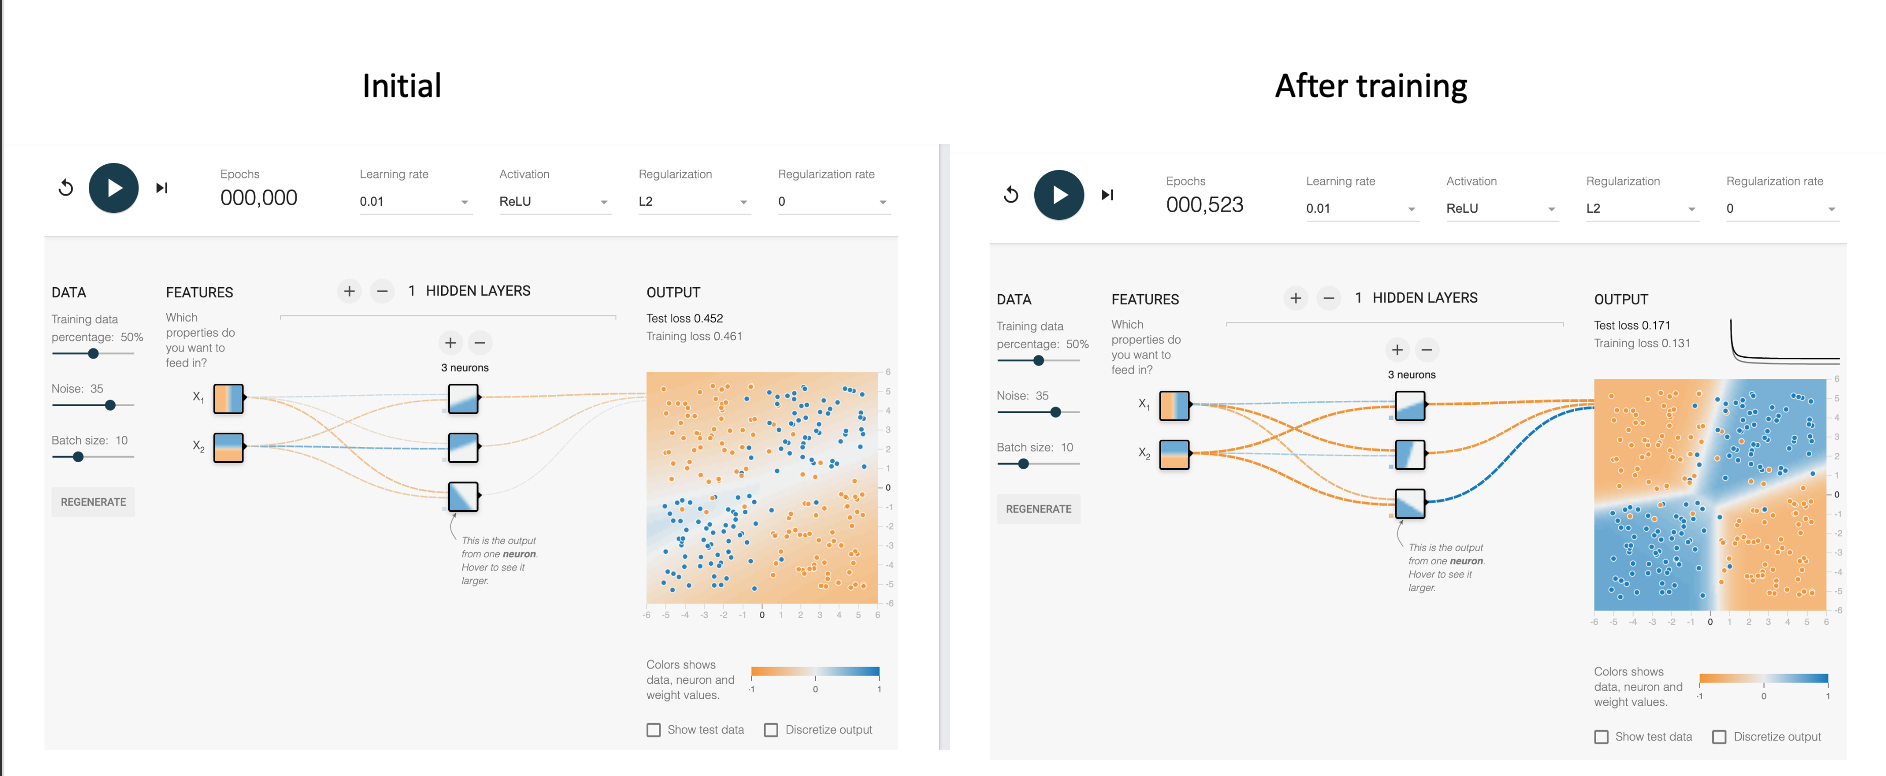 Initial
Epochs
000,000
Learning rate
0.01
Activation
ReLU
Regularization
L2
Regularization rate
0
DATA
Training data
percentage: 50%
Noise: 35
Batch size: 10
REGENERATE
FEATURES
Which
properties do
you want to
feed in?
X1
X2
+ − 1 HIDDEN LAYERS
+ −
3 neurons
This is the output
from one neuron.
Hover to see it
larger.
OUTPUT
Test loss 0.452
Training loss 0.461
6
5
4
3
2
1
0
-1
-2
-3
-4
-5
-6
-6 -5 -4 -3 -2 -1 0 1 2 3 4 5 6
Colors shows
data, neuron and
weight values.
-1 0 1
Show test data
Discretize output
After training
Epochs
000,523
Learning rate
0.01
Activation
ReLU
Regularization
L2
Regularization rate
0
DATA
Training data
percentage: 50%
Noise: 35
Batch size: 10
REGENERATE
FEATURES
Which
properties do
you want to
feed in?
X1
X2
+ − 1 HIDDEN LAYERS
+ −
3 neurons
This is the output
from one neuron.
Hover to see it
larger.
OUTPUT
Test loss 0.171
Training loss 0.131
6
5
4
3
2
1
0
-1
-2
-3
-4
-5
-6
-6 -5 -4 -3 -2 -1 0 1 2 3 4 5 6
Colors shows
data, neuron and
weight values.
-1 0 1
Show test data
Discretize output